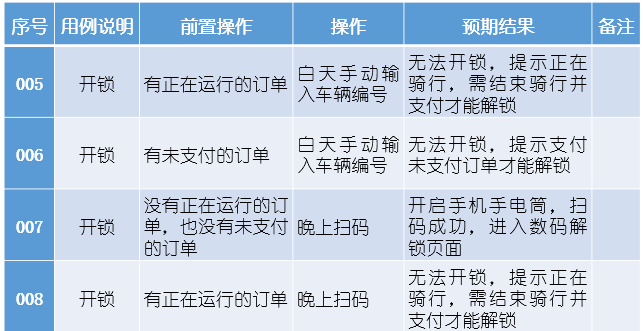 序号 用例说明 前置操作 操作 预期结果 备注
005 开锁 有正在运行的订单 白天手动输入车辆编号 无法开锁，提示正在骑行，需结束骑行并支付才能解锁
006 开锁 有未支付的订单 白天手动输入车辆编号 无法开锁，提示支付未支付订单才能解锁
007 开锁 没有正在运行的订单，也没有未支付的订单 晚上扫码 开启手机手电筒，扫码成功，进入数码解锁页面
008 开锁 有正在运行的订单 晚上扫码 无法开锁，提示正在骑行，需结束骑行并支付才能解锁